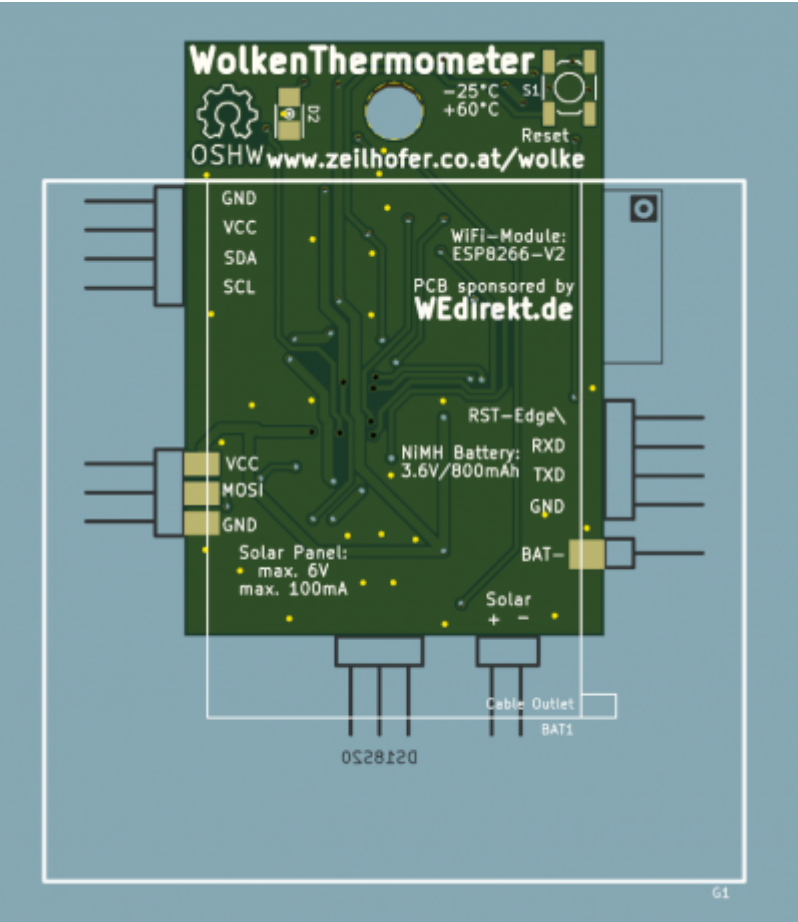 WolkenThermometer
-25°C
+60°C
S1
D2
Reset
OSHW
www.zeilhofer.co.at/wolke
GND
VCC
SDA
SCL
WiFi-Module:
ESP8266-V2
PCB sponsored by
WEdirekt.de
RST-Edge\
RXD
TXD
GND
NiMH Battery:
3.6V/800mAh
VCC
MOSI
GND
BAT-
Solar Panel:
max. 6V
max. 100mA
Solar
+ -
Cable Outlet
BAT1
DS18S20
G1